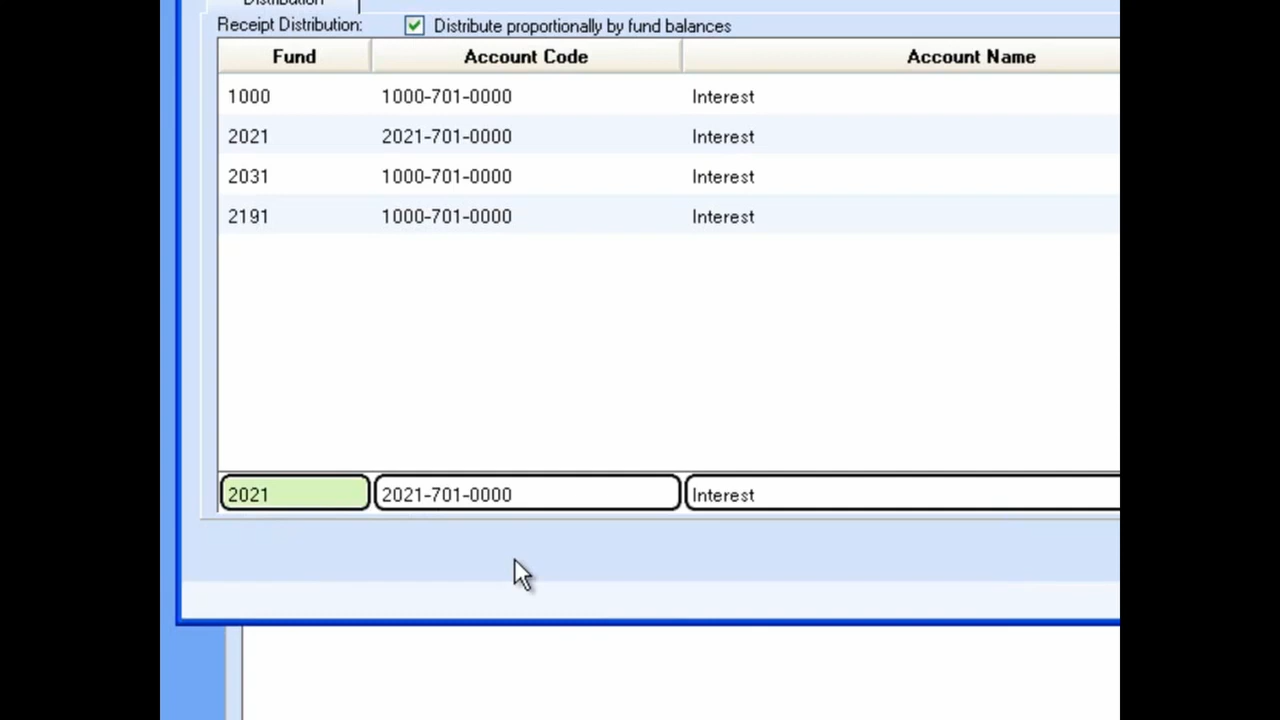 Distribution
Receipt Distribution: Distribute proportionally by fund balances
Fund Account Code Account Name
1000 1000-701-0000 Interest
2021 2021-701-0000 Interest
2031 1000-701-0000 Interest
2191 1000-701-0000 Interest
2021 2021-701-0000 Interest